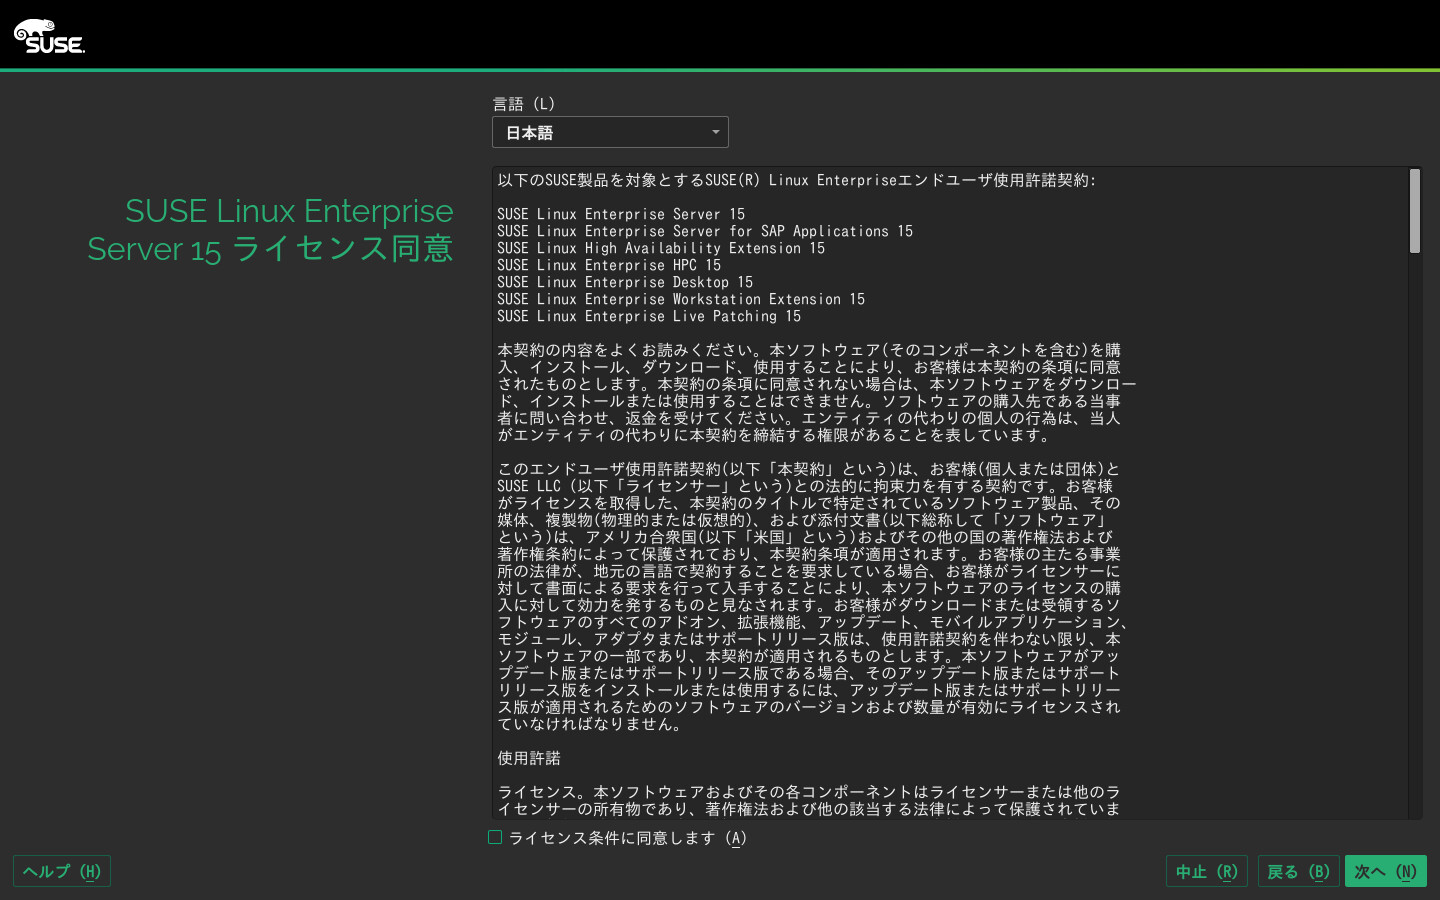 SUSE.
言語 (L)
日本語
SUSE Linux Enterprise
Server 15 ライセンス同意
以下のSUSE製品を対象とするSUSE(R) Linux Enterpriseエンドユーザ使用許諾契約:
SUSE Linux Enterprise Server 15
SUSE Linux Enterprise Server for SAP Applications 15
SUSE Linux High Availability Extension 15
SUSE Linux Enterprise HPC 15
SUSE Linux Enterprise Desktop 15
SUSE Linux Enterprise Workstation Extension 15
SUSE Linux Enterprise Live Patching 15
本契約の内容をよくお読みください。本ソフトウェア(そのコンポーネントを含む)を購
入、インストール、ダウンロード、使用することにより、お客様は本契約の条項に同意
されたものとします。本契約の条項に同意されない場合は、本ソフトウェアをダウンロー
ド、インストールまたは使用することはできません。ソフトウェアの購入先である当事
者に問い合わせ、返金を受けてください。エンティティの代わりの個人の行為は、当人
がエンティティの代わりに本契約を締結する権限があることを表しています。
このエンドユーザ使用許諾契約(以下「本契約」という)は、お客様(個人または団体)と
SUSE LLC (以下「ライセンサー」という)との法的に拘束力を有する契約です。お客様
がライセンスを取得した、本契約のタイトルで特定されているソフトウェア製品、その
媒体、複製物(物理的または仮想的)、および添付文書(以下総称して「ソフトウェア」
という)は、アメリカ合衆国(以下「米国」という)およびその他の国の著作権法および
著作権条約によって保護されており、本契約条項が適用されます。お客様の主たる事業
所の法律が、地元の言語で契約することを要求している場合、お客様がライセンサーに
対して書面による要求を行って入手することにより、本ソフトウェアのライセンスの購
入に対して効力を発するものと見なされます。お客様がダウンロードまたは受領するソ
フトウェアのすべてのアドオン、拡張機能、アップデート、モバイルアプリケーション、
モジュール、アダプタまたはサポートリリース版は、使用許諾契約を伴わない限り、本
ソフトウェアの一部であり、本契約が適用されるものとします。本ソフトウェアがアッ
プデート版またはサポートリリース版である場合、そのアップデート版またはサポート
リリース版をインストールまたは使用するには、アップデート版またはサポートリリー
ス版が適用されるためのソフトウェアのバージョンおよび数量が有効にライセンスされ
ていなければなりません。
使用許諾
ライセンス。本ソフトウェアおよびその各コンポーネントはライセンサーまたは他のラ
イセンサーの所有物であり、著作権法および他の該当する法律によって保護されていま
ライセンス条件に同意します (A)
ヘルプ (H)
中止 (R)
戻る (B)
次へ (N)